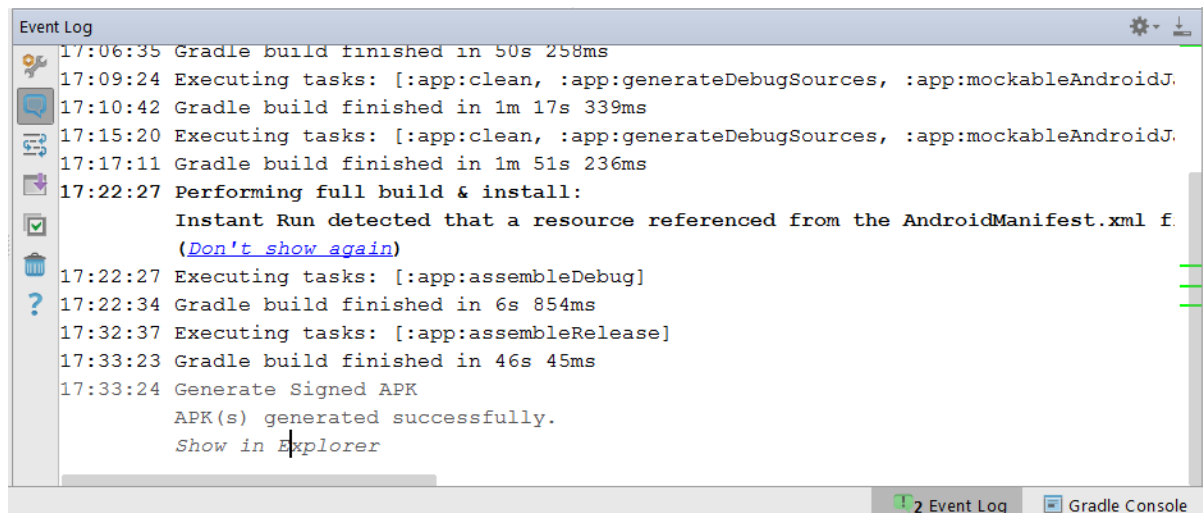 Event Log
17:06:35 Gradle build finished in 50s 258ms
17:09:24 Executing tasks: [:app:clean, :app:generateDebugSources, :app:mockableAndroidJ
17:10:42 Gradle build finished in 1m 17s 339ms
17:15:20 Executing tasks: [:app:clean, :app:generateDebugSources, :app:mockableAndroidJ
17:17:11 Gradle build finished in 1m 51s 236ms
17:22:27 Performing full build & install:
Instant Run detected that a resource referenced from the AndroidManifest.xml f
(Don't show again)
17:22:27 Executing tasks: [:app:assembleDebug]
17:22:34 Gradle build finished in 6s 854ms
17:32:37 Executing tasks: [:app:assembleRelease]
17:33:23 Gradle build finished in 46s 45ms
17:33:24 Generate Signed APK
APK(s) generated successfully.
Show in Explorer
2 Event Log Gradle Console